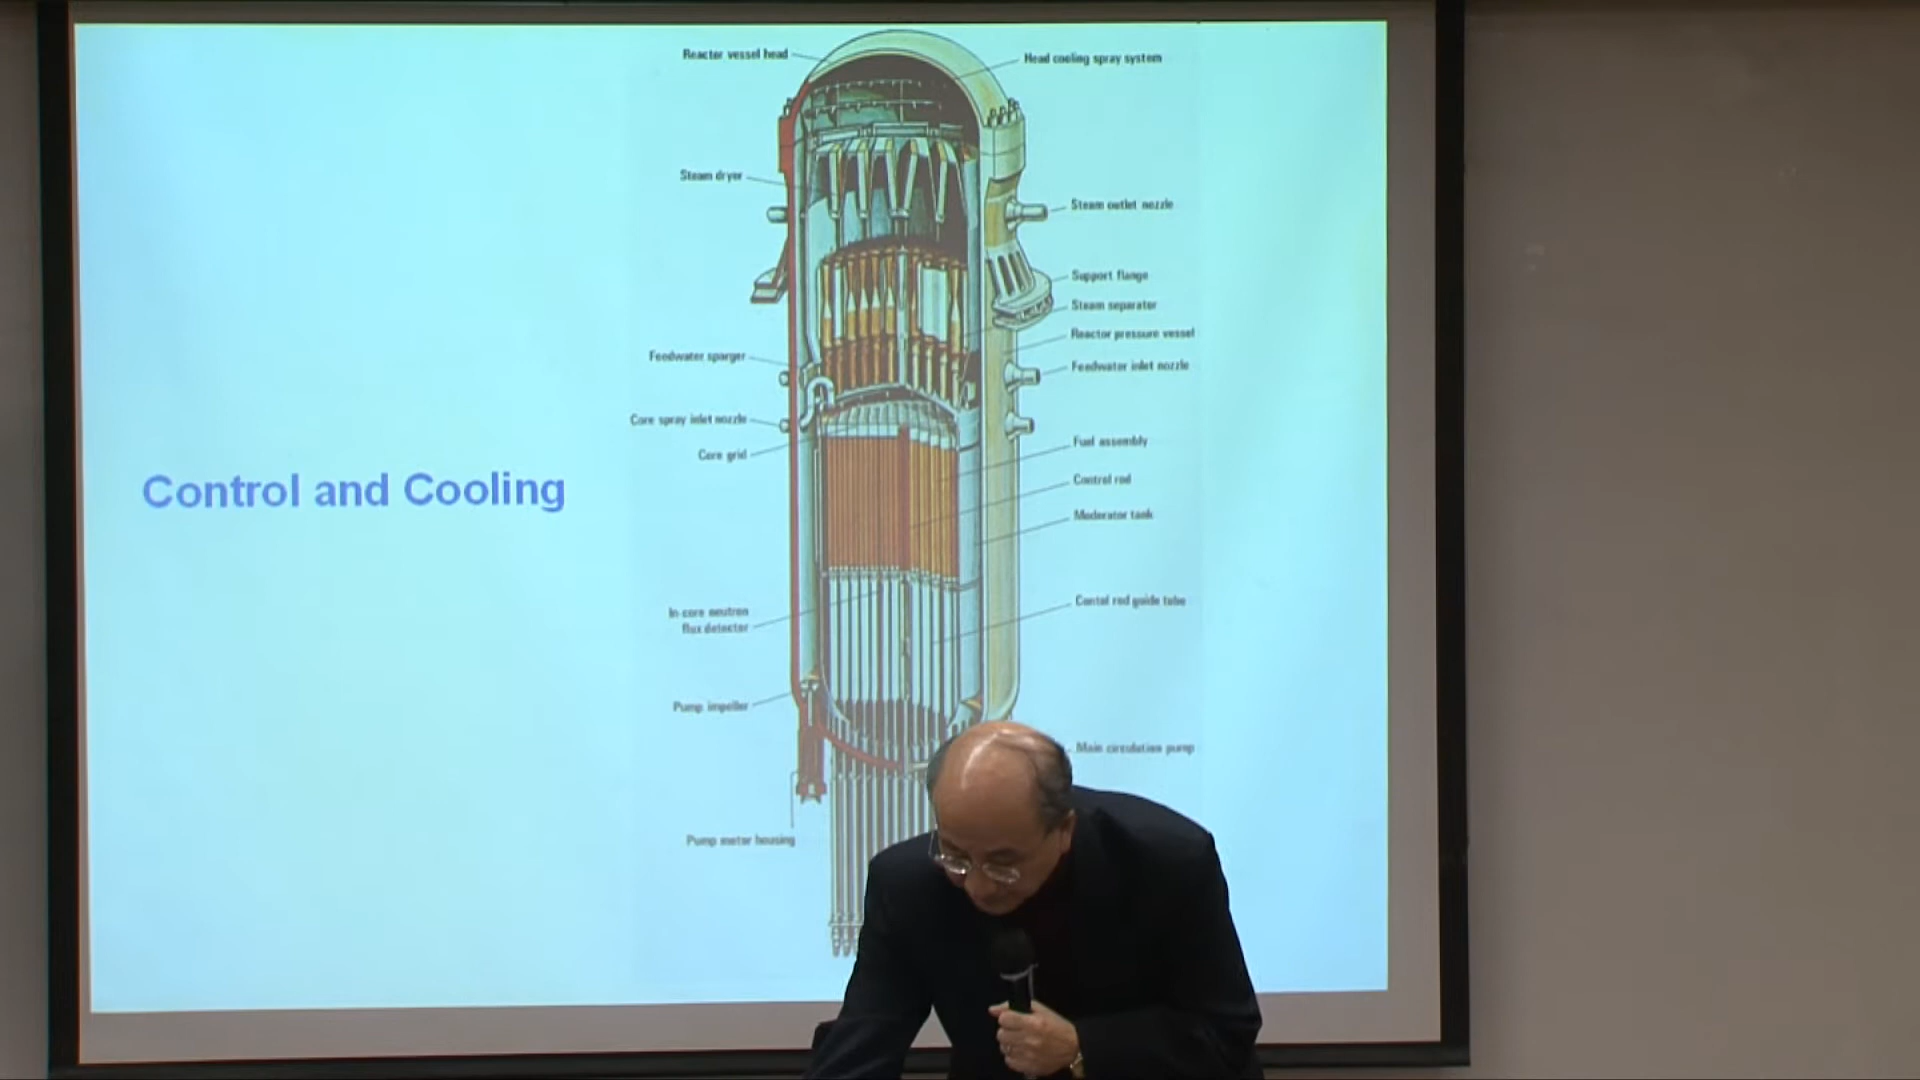 Reactor vessel head
Head cooling spray system
Steam dryer
Steam outlet nozzle
Support flange
Steam separator
Reactor pressure vessel
Feedwater sparger
Feedwater inlet nozzle
Core spray inlet nozzle
Fuel assembly
Core grid
Control rod
Control and Cooling
Moderator tank
In core neutron
flux detector
Contol rod guide tube
Pump impeller
Main circulation pump
Pump motor housing